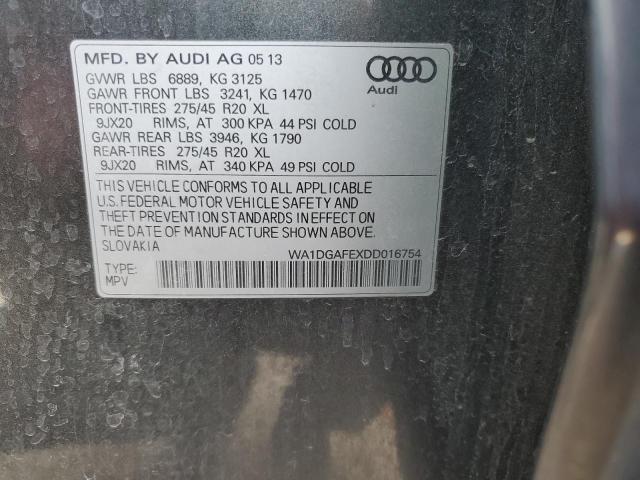 MFD. BY AUDI AG 05 13
GVWR LBS 6889, KG 3125
GAWR FRONT LBS 3241, KG 1470
FRONT-TIRES 275/45 R20 XL
9JX20 RIMS, AT 300 KPA 44 PSI COLD
GAWR REAR LBS 3946, KG 1790
REAR-TIRES 275/45 R20 XL
9JX20 RIMS, AT 340 KPA 49 PSI COLD
Audi
THIS VEHICLE CONFORMS TO ALL APPLICABLE
U.S. FEDERAL MOTOR VEHICLE SAFETY AND
THEFT PREVENTION STANDARDS IN EFFECT ON
THE DATE OF MANUFACTURE SHOWN ABOVE.
SLOVAKIA
WA1DGAFEXDD016754
TYPE:
MPV